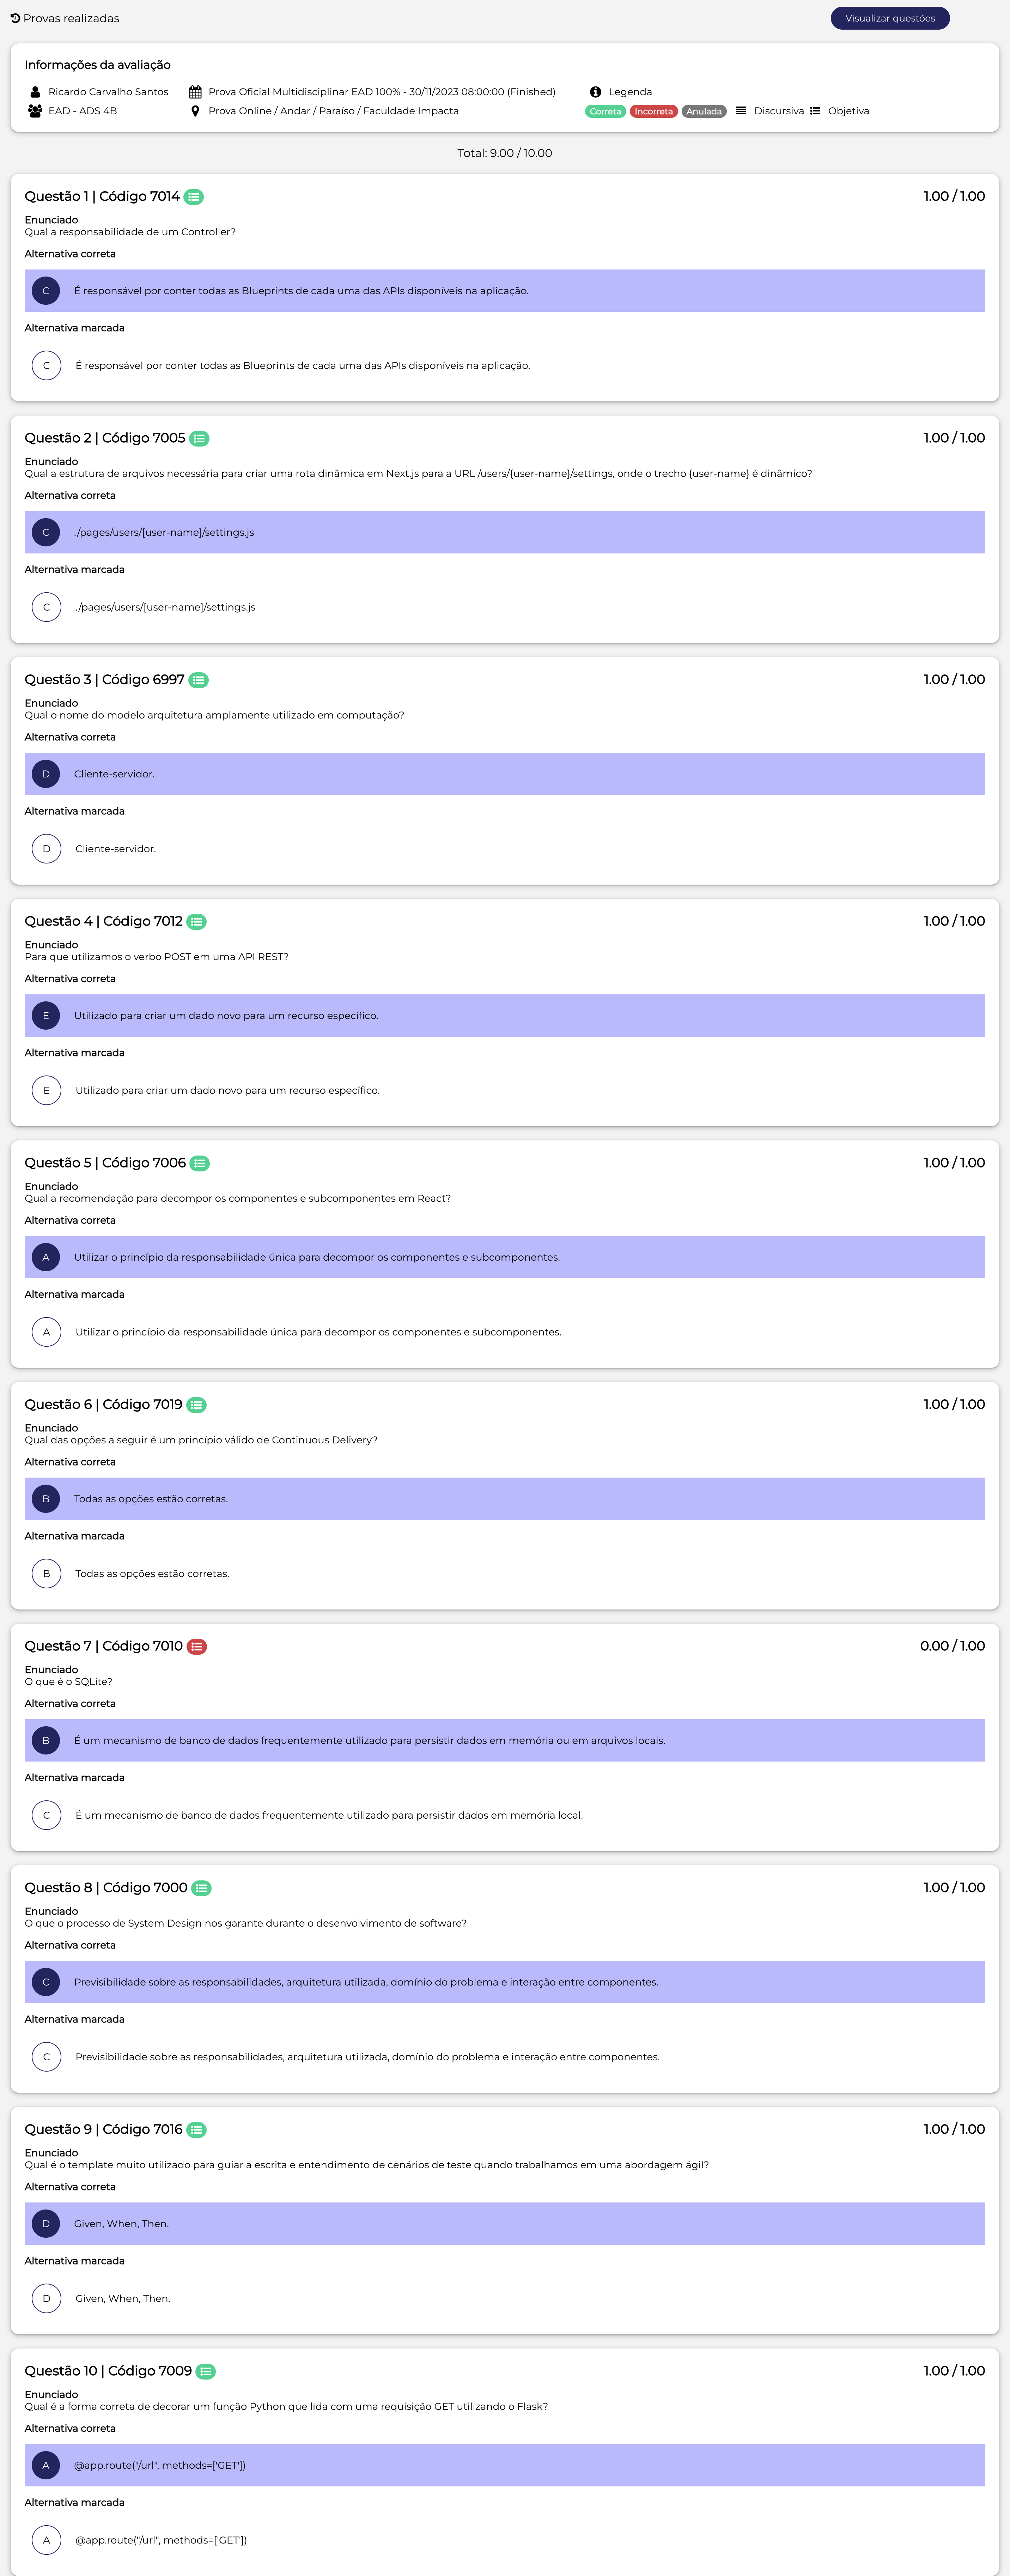 Provas realizadas
Visualizar questões
Informações da avaliação
Ricardo Carvalho Santos
Prova Oficial Multidisciplinar EAD 100% - 30/11/2023 08:00:00 (Finished)
Legenda
EAD - ADS 4B
Prova Online / Andar / Paraíso / Faculdade Impacta
Correta Incorreta Anulada Discursiva Objetiva
Total: 9.00 / 10.00
Questão 1 | Código 7014
1.00 / 1.00
Enunciado
Qual a responsabilidade de um Controller?
Alternativa correta
C É responsável por conter todas as Blueprints de cada uma das APIs disponíveis na aplicação.
Alternativa marcada
C É responsável por conter todas as Blueprints de cada uma das APIs disponíveis na aplicação.
Questão 2 | Código 7005
1.00 / 1.00
Enunciado
Qual a estrutura de arquivos necessária para criar uma rota dinâmica em Next.js para a URL /users/{user-name}/settings, onde o trecho {user-name} é dinâmico?
Alternativa correta
C ./pages/users/[user-name]/settings.js
Alternativa marcada
C ./pages/users/[user-name]/settings.js
Questão 3 | Código 6997
1.00 / 1.00
Enunciado
Qual o nome do modelo arquitetura amplamente utilizado em computação?
Alternativa correta
D Cliente-servidor.
Alternativa marcada
D Cliente-servidor.
Questão 4 | Código 7012
1.00 / 1.00
Enunciado
Para que utilizamos o verbo POST em uma API REST?
Alternativa correta
E Utilizado para criar um dado novo para um recurso específico.
Alternativa marcada
E Utilizado para criar um dado novo para um recurso específico.
Questão 5 | Código 7006
1.00 / 1.00
Enunciado
Qual a recomendação para decompor os componentes e subcomponentes em React?
Alternativa correta
A Utilizar o princípio da responsabilidade única para decompor os componentes e subcomponentes.
Alternativa marcada
A Utilizar o princípio da responsabilidade única para decompor os componentes e subcomponentes.
Questão 6 | Código 7019
1.00 / 1.00
Enunciado
Qual das opções a seguir é um princípio válido de Continuous Delivery?
Alternativa correta
B Todas as opções estão corretas.
Alternativa marcada
B Todas as opções estão corretas.
Questão 7 | Código 7010
0.00 / 1.00
Enunciado
O que é o SQLite?
Alternativa correta
B É um mecanismo de banco de dados frequentemente utilizado para persistir dados em memória ou em arquivos locais.
Alternativa marcada
C É um mecanismo de banco de dados frequentemente utilizado para persistir dados em memória local.
Questão 8 | Código 7000
1.00 / 1.00
Enunciado
O que o processo de System Design nos garante durante o desenvolvimento de software?
Alternativa correta
C Previsibilidade sobre as responsabilidades, arquitetura utilizada, domínio do problema e interação entre componentes.
Alternativa marcada
C Previsibilidade sobre as responsabilidades, arquitetura utilizada, domínio do problema e interação entre componentes.
Questão 9 | Código 7016
1.00 / 1.00
Enunciado
Qual é o template muito utilizado para guiar a escrita e entendimento de cenários de teste quando trabalhamos em uma abordagem ágil?
Alternativa correta
D Given, When, Then.
Alternativa marcada
D Given, When, Then.
Questão 10 | Código 7009
1.00 / 1.00
Enunciado
Qual é a forma correta de decorar um função Python que lida com uma requisição GET utilizando o Flask?
Alternativa correta
A @app.route("/url", methods=['GET'])
Alternativa marcada
A @app.route("/url", methods=['GET'])